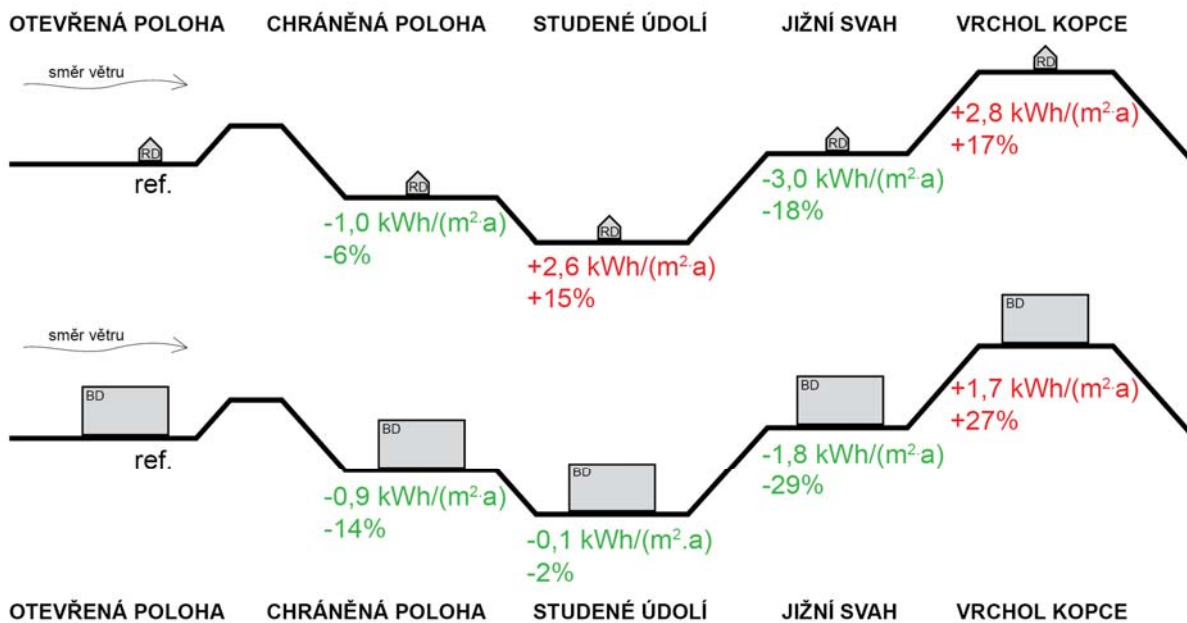 OTEVŘENÁ POLOHA CHRÁNĚNÁ POLOHA STUDENÉ ÚDOLÍ JIŽNÍ SVAH VRCHOL KOPCE
směr větru
RD
ref.
RD
-1,0 kWh/(m²·a)
-6%
RD
+2,6 kWh/(m²·a)
+15%
RD
-3,0 kWh/(m²·a)
-18%
RD
+2,8 kWh/(m²·a)
+17%
směr větru
BD
ref.
BD
-0,9 kWh/(m²·a)
-14%
BD
-0,1 kWh/(m².a)
-2%
BD
-1,8 kWh/(m²·a)
-29%
BD
+1,7 kWh/(m²·a)
+27%
OTEVŘENÁ POLOHA CHRÁNĚNÁ POLOHA STUDENÉ ÚDOLÍ JIŽNÍ SVAH VRCHOL KOPCE